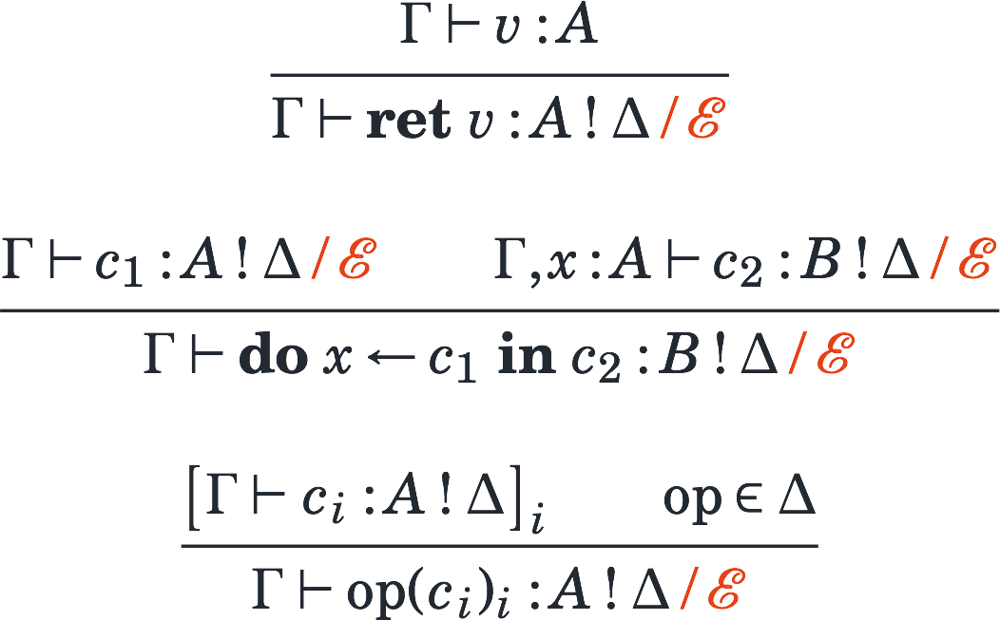 Γ ⊢ v : A
Γ ⊢ ret v : A ! Δ / ℰ
Γ ⊢ c₁ : A ! Δ / ℰ Γ, x : A ⊢ c₂ : B ! Δ / ℰ
Γ ⊢ do x ← c₁ in c₂ : B ! Δ / ℰ
[Γ ⊢ cᵢ : A ! Δ]ᵢ op ∈ Δ
Γ ⊢ op(cᵢ)ᵢ : A ! Δ / ℰ